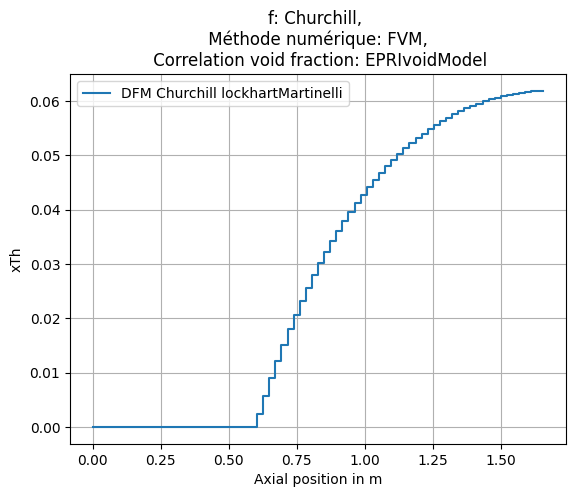 f: Churchill,
Méthode numérique: FVM,
Correlation void fraction: EPRIvoidModel
DFM Churchill lockhartMartinelli
0.06
0.05
0.04
0.03
0.02
0.01
0.00
xTh
0.00 0.25 0.50 0.75 1.00 1.25 1.50
Axial position in m